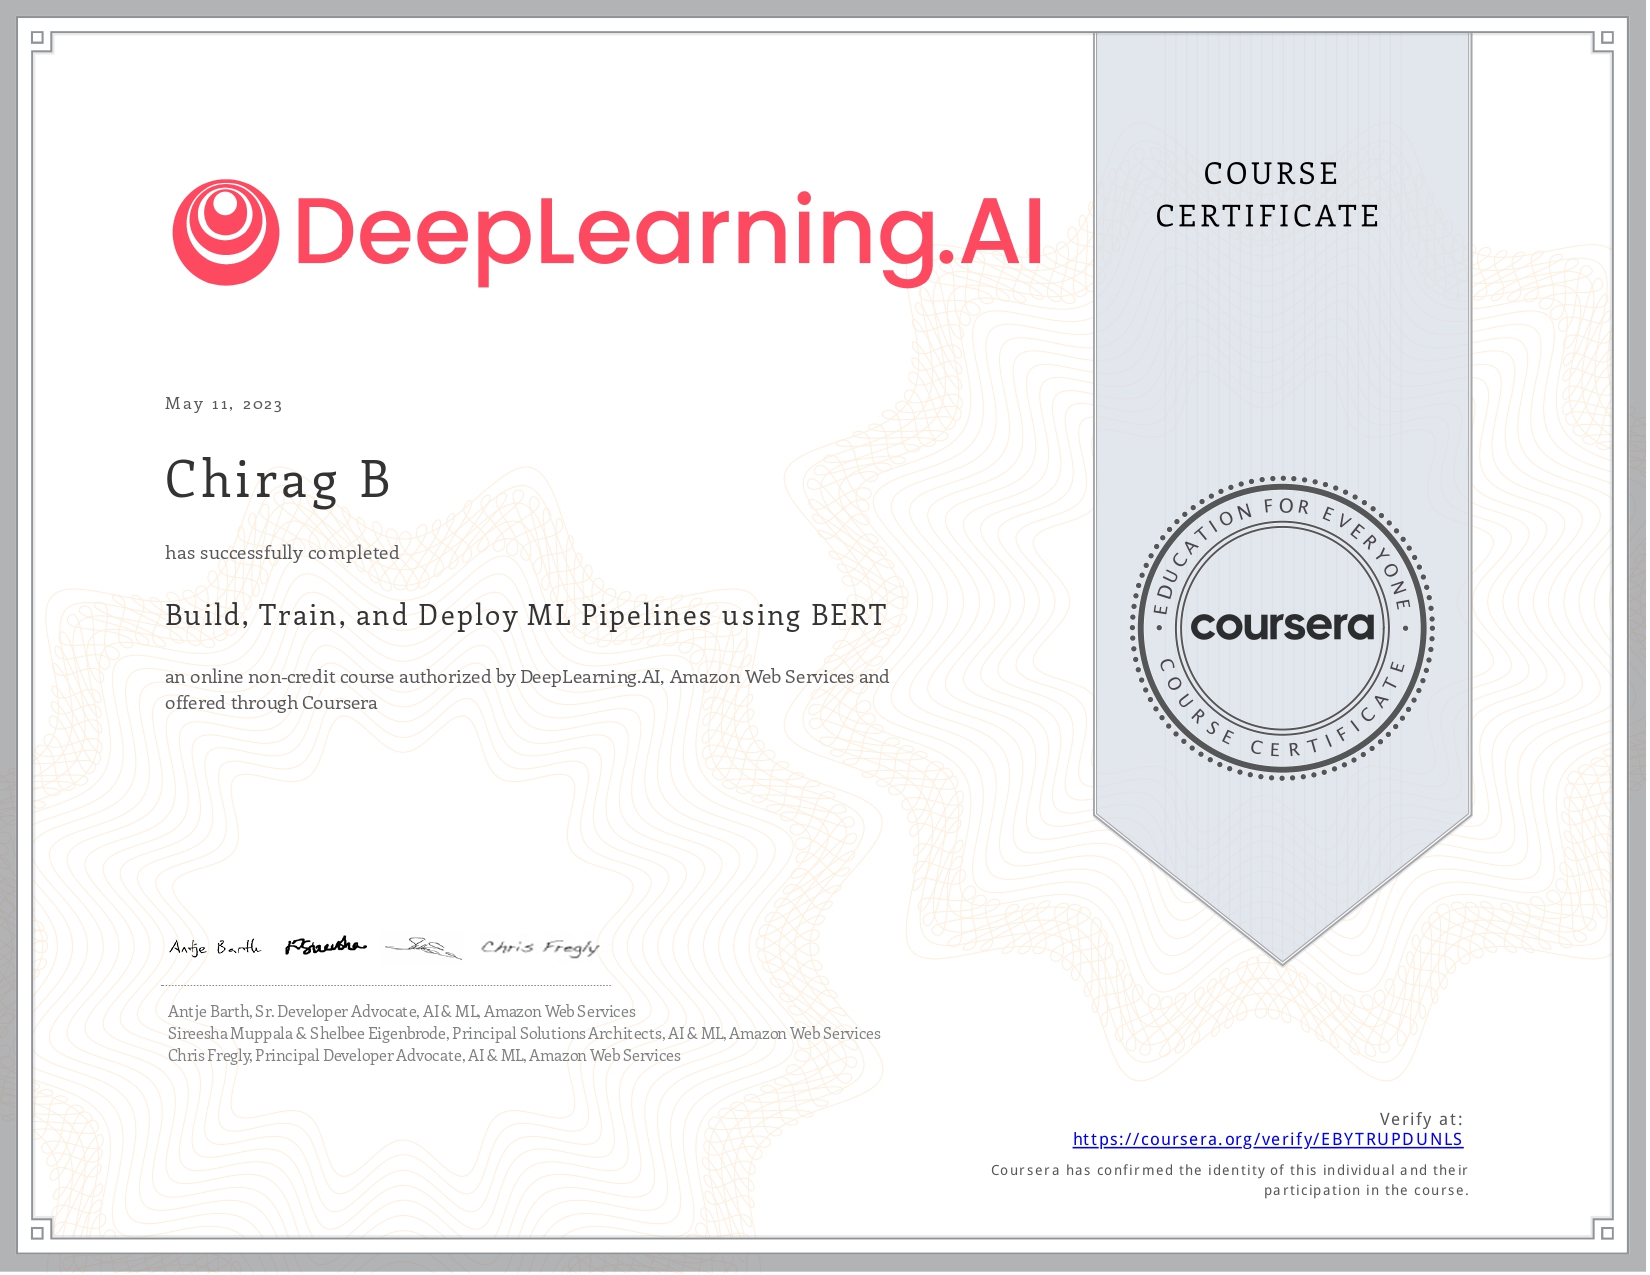 DeepLearning.AI
COURSE
CERTIFICATE
May 11, 2023
Chirag B
has successfully completed
Build, Train, and Deploy ML Pipelines using BERT
an online non-credit course authorized by DeepLearning.AI, Amazon Web Services and
offered through Coursera
EDUCATION FOR EVERYONE
coursera
COURSE CERTIFICATE
Antje Barth
Chris Fregly
Antje Barth, Sr. Developer Advocate, AI & ML, Amazon Web Services
Sireesha Muppala & Shelbee Eigenbrode, Principal Solutions Architects, AI & ML, Amazon Web Services
Chris Fregly, Principal Developer Advocate, AI & ML, Amazon Web Services
Verify at:
https://coursera.org/verify/EBYTRUPDUNLS
Coursera has confirmed the identity of this individual and their
participation in the course.